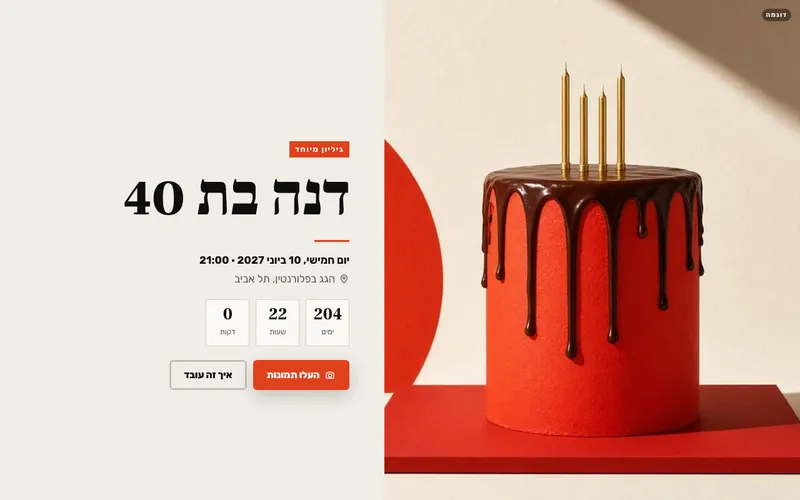 דוגמה
גיליון מיוחד
דנה בת 40
יום חמישי, 10 ביוני 2027 · 21:00
הגג בפלורנטין, תל אביב
204 22 0
ימים שעות דקות
העלו תמונות איך זה עובד